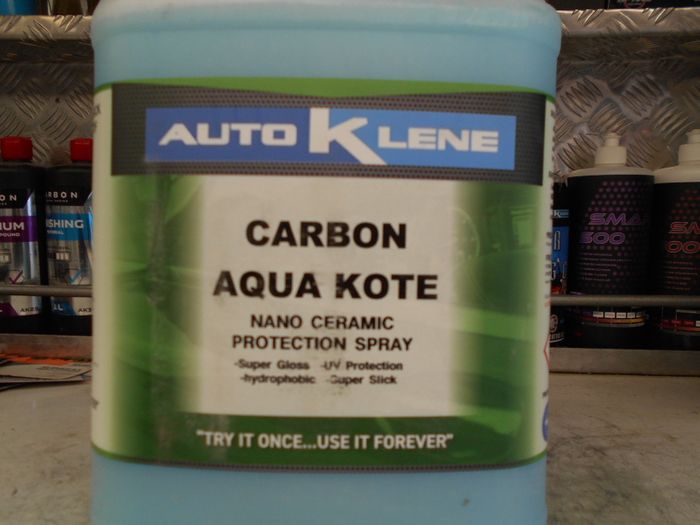 AUTO KLENE
CARBON
AQUA KOTE
NANO CERAMIC
PROTECTION SPRAY
-Super Gloss -UV Protection
-hydrophobic -Super Slick
"TRY IT ONCE...USE IT FOREVER"